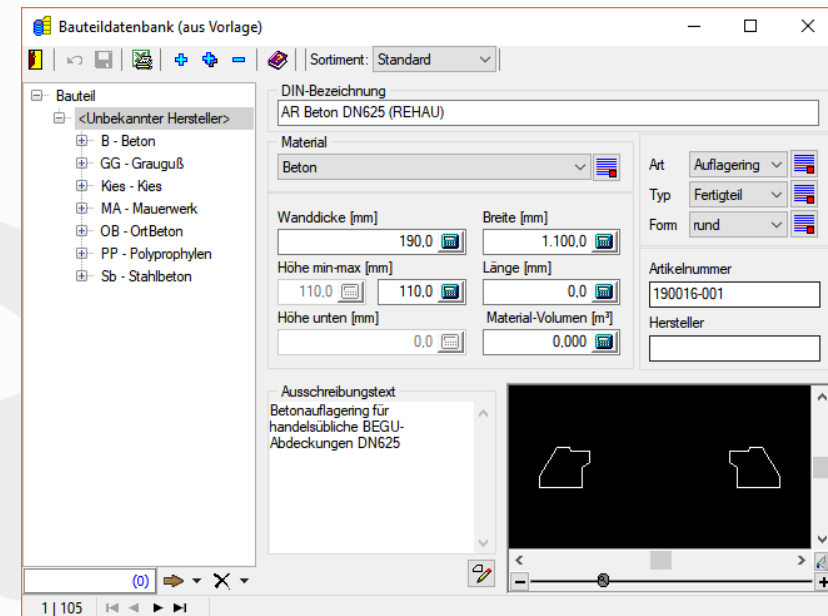 Bauteildatenbank (aus Vorlage)
Sortiment: Standard
Bauteil
<Unbekannter Hersteller>
B - Beton
GG - Grauguß
Kies - Kies
MA - Mauerwerk
OB - OrtBeton
PP - Polyprophylen
Sb - Stahlbeton
(0)
1 | 105
DIN-Bezeichnung
AR Beton DN625 (REHAU)
Material
Beton
Art Auflagering
Typ Fertigteil
Form rund
Wanddicke [mm] Breite [mm]
190,0 1.100,0
Höhe min-max [mm] Länge [mm]
110,0 110,0 0,0
Höhe unten [mm] Material-Volumen [m³]
0,0 0,000
Artikelnummer
190016-001
Hersteller
Ausschreibungstext
Betonauflagering für
handelsübliche BEGU-
Abdeckungen DN625